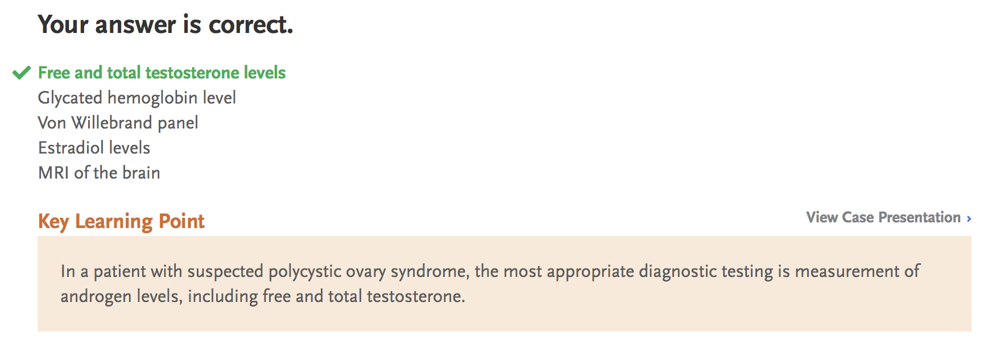 Your answer is correct.
Free and total testosterone levels
Glycated hemoglobin level
Von Willebrand panel
Estradiol levels
MRI of the brain
Key Learning Point
View Case Presentation ›
In a patient with suspected polycystic ovary syndrome, the most appropriate diagnostic testing is measurement of
androgen levels, including free and total testosterone.